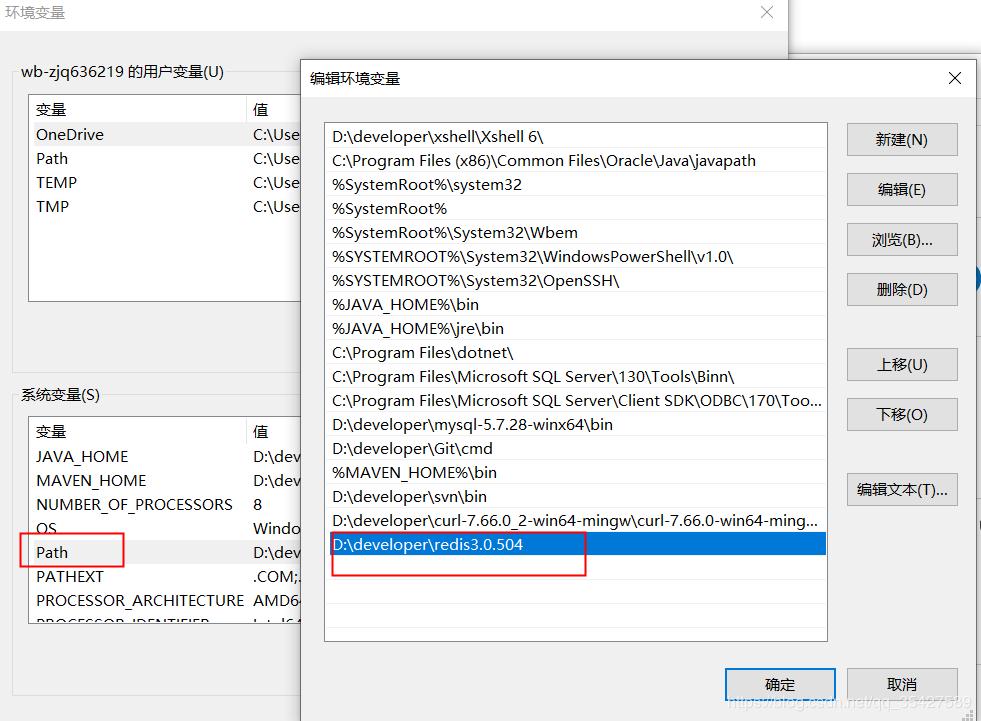 环境变量
wb-zjq636219 的用户变量(U)
变量 值
OneDrive C:\Use
Path C:\Use
TEMP C:\Use
TMP C:\Use
系统变量(S)
变量 值
JAVA_HOME D:\dev
MAVEN_HOME D:\dev
NUMBER_OF_PROCESSORS 8
OS Windo
Path D:\dev
PATHEXT .COM;.
PROCESSOR_ARCHITECTURE AMD64
PROCESSOR_IDENTIFIER Intel64
编辑环境变量
D:\developer\xshell\Xshell 6\
C:\Program Files (x86)\Common Files\Oracle\Java\javapath
%SystemRoot%\system32
%SystemRoot%
%SystemRoot%\System32\Wbem
%SYSTEMROOT%\System32\WindowsPowerShell\v1.0\
%SYSTEMROOT%\System32\OpenSSH\
%JAVA_HOME%\bin
%JAVA_HOME%\jre\bin
C:\Program Files\dotnet\
C:\Program Files\Microsoft SQL Server\130\Tools\Binn\
C:\Program Files\Microsoft SQL Server\Client SDK\ODBC\170\Too...
D:\developer\mysql-5.7.28-winx64\bin
D:\developer\Git\cmd
%MAVEN_HOME%\bin
D:\developer\svn\bin
D:\developer\curl-7.66.0_2-win64-mingw\curl-7.66.0-win64-ming...
D:\developer\redis3.0.504
新建(N)
编辑(E)
浏览(B)...
删除(D)
上移(U)
下移(O)
编辑文本(T)...
确定
取消
https://blog.csdn.net/qq_35427589